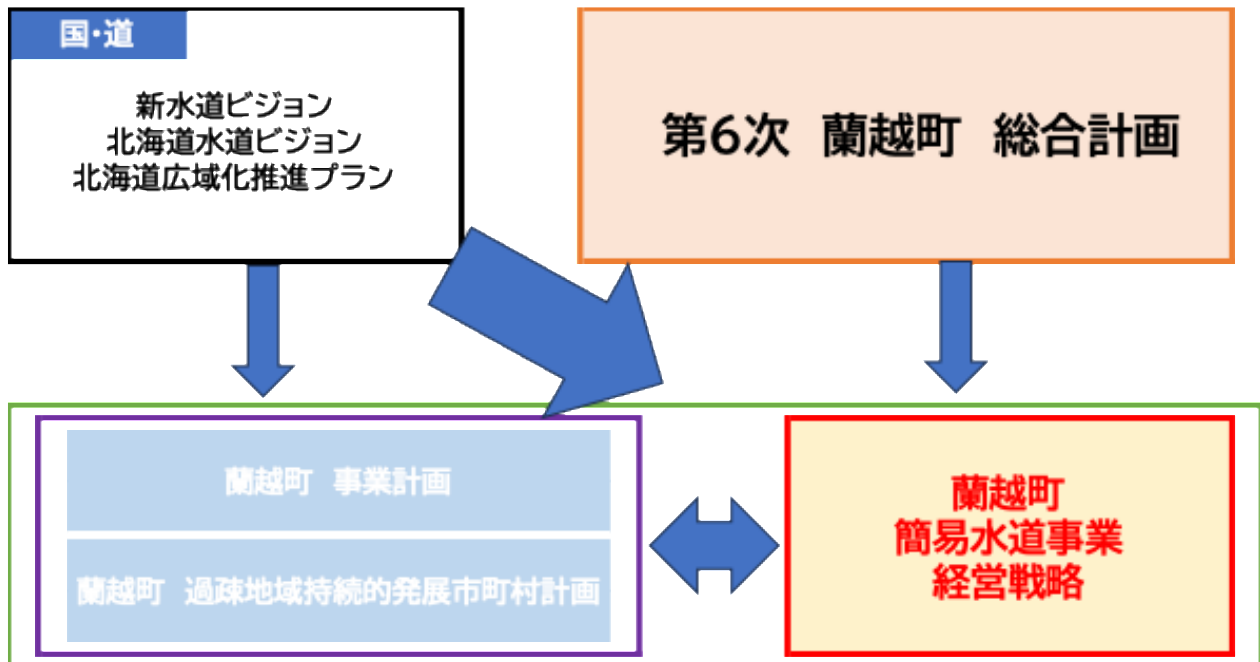 国・道
新水道ビジョン
北海道水道ビジョン
北海道広域化推進プラン
第6次　蘭越町　総合計画
蘭越町　事業計画
蘭越町　過疎地域持続的発展市町村計画
蘭越町
簡易水道事業
経営戦略